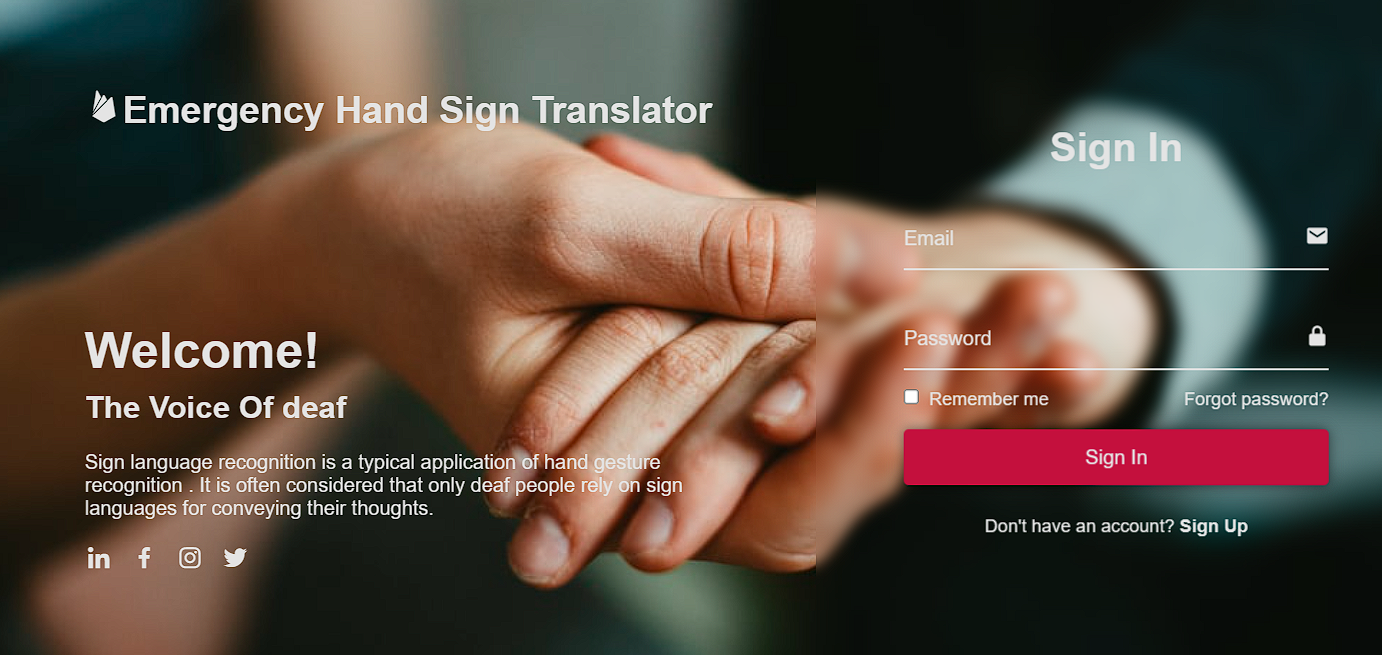 Emergency Hand Sign Translator
Welcome!
The Voice Of deaf
Sign language recognition is a typical application of hand gesture
recognition . It is often considered that only deaf people rely on sign
languages for conveying their thoughts.
Sign In
Email
Password
Remember me Forgot password?
Sign In
Don't have an account? Sign Up